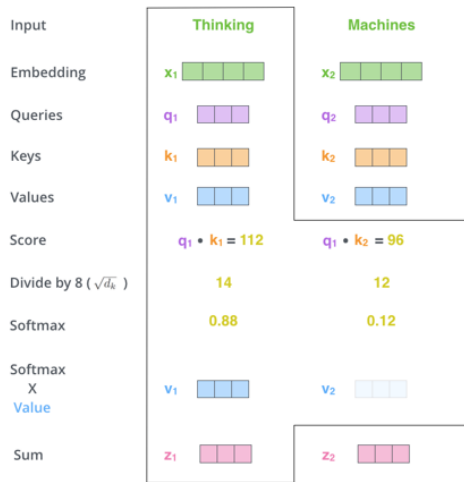 Input Thinking Machines
Embedding x1 x2
Queries q1 q2
Keys k1 k2
Values v1 v2
Score q1 • k1 = 112 q1 • k2 = 96
Divide by 8 ( √dk ) 14 12
Softmax 0.88 0.12
Softmax
X
Value v1 v2
Sum z1 z2